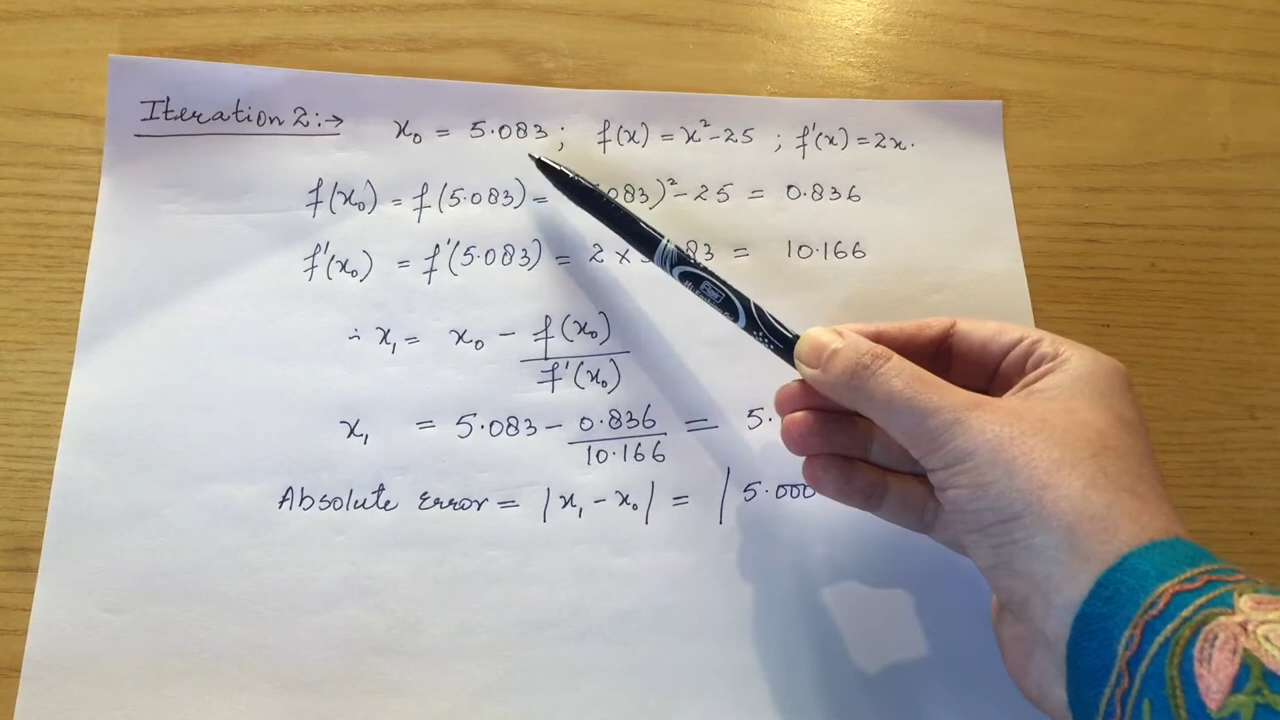 Iteration 2:→ x₀ = 5.083 ; f(x) = x² - 25 ; f'(x) = 2x.
f(x₀) = f(5.083) = 083)² - 25 = 0.836
f'(x₀) = f'(5.083) = 2 × 5 83 = 10.166
∴ x₁ = x₀ - f(x₀)
f'(x₀)
x₁ = 5.083 - 0.836 = 5.
10.166
Absolute Error = |x₁ - x₀| = | 5.000
Flair